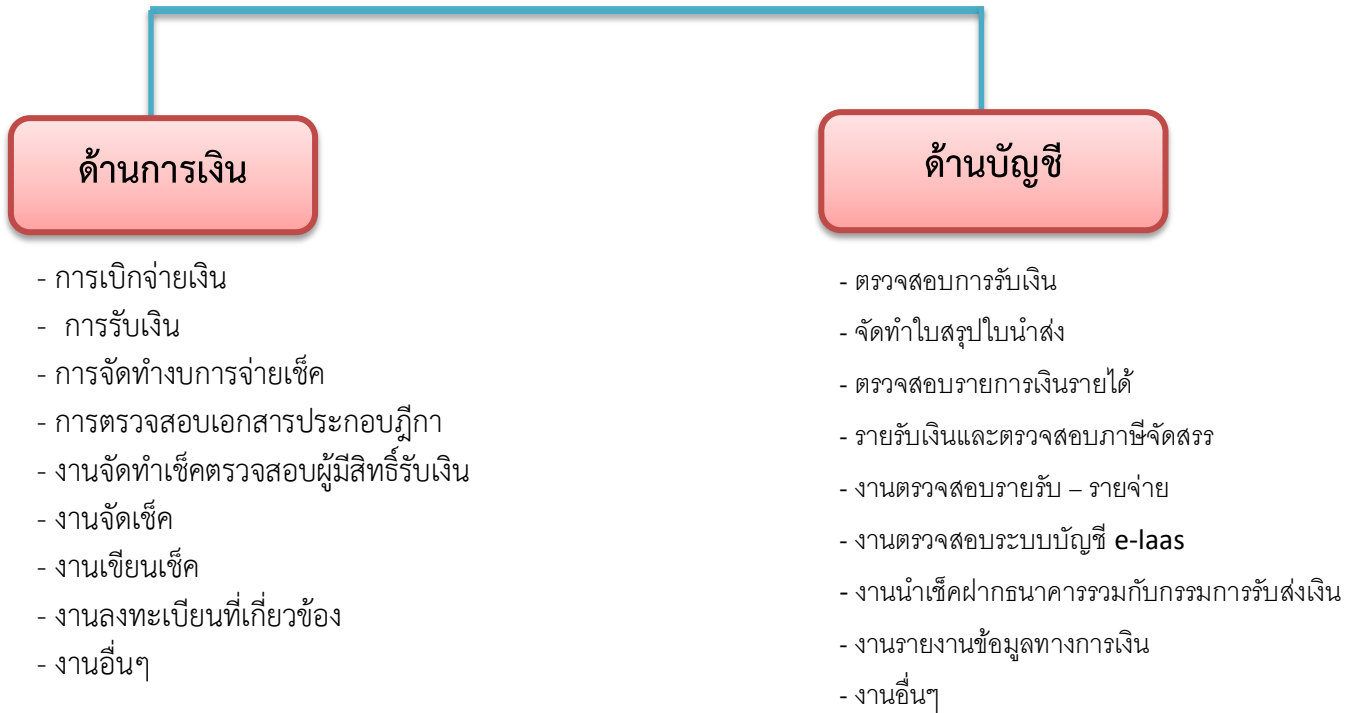 ด้านการเงิน
- การเบิกจ่ายเงิน
- การรับเงิน
- การจัดทำงบการจ่ายเช็ค
- การตรวจสอบเอกสารประกอบฎีกา
- งานจัดทำเช็คตรวจสอบผู้มีสิทธิ์รับเงิน
- งานจัดเช็ค
- งานเขียนเช็ค
- งานลงทะเบียนที่เกี่ยวข้อง
- งานอื่นๆ
ด้านบัญชี
- ตรวจสอบการรับเงิน
- จัดทำใบสรุปใบนำส่ง
- ตรวจสอบรายการเงินรายได้
- รายรับเงินและตรวจสอบภาษีจัดสรร
- งานตรวจสอบรายรับ – รายจ่าย
- งานตรวจสอบระบบบัญชี e-laas
- งานนำเช็คฝากธนาคารรวมกับกรรมการรับส่งเงิน
- งานรายงานข้อมูลทางการเงิน
- งานอื่นๆ